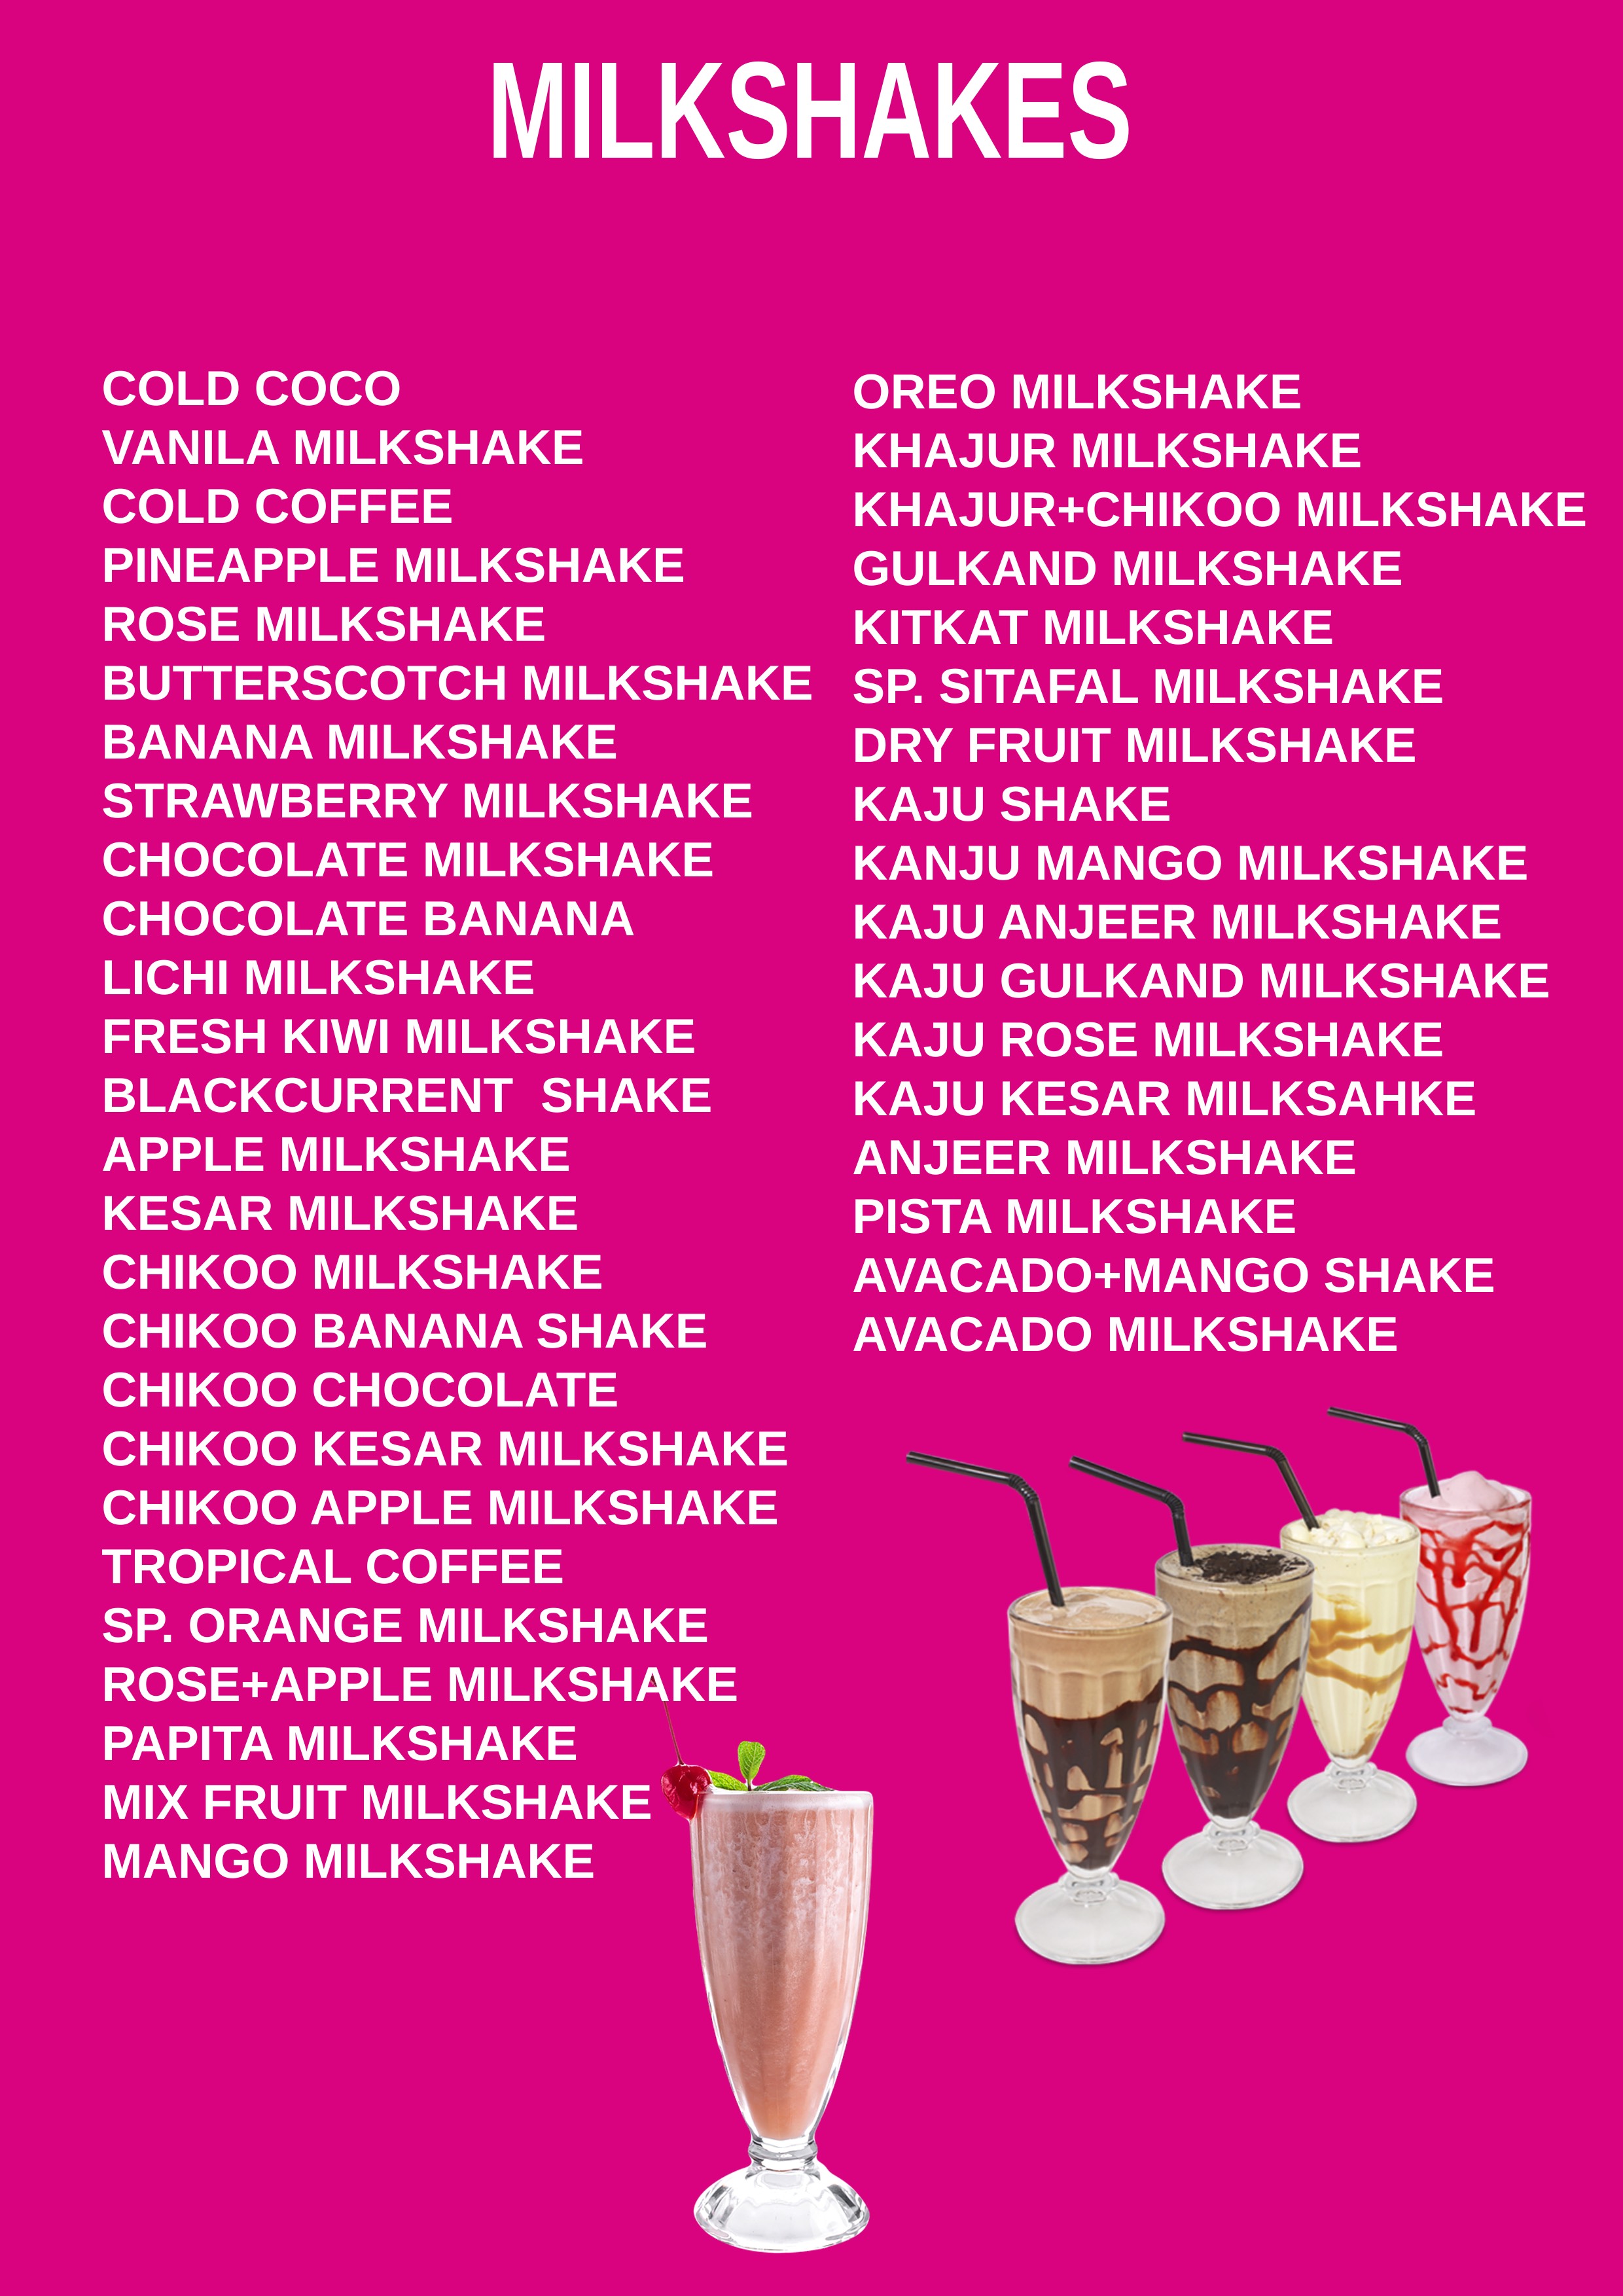 MILKSHAKES
COLD COCO
VANILA MILKSHAKE
COLD COFFEE
PINEAPPLE MILKSHAKE
ROSE MILKSHAKE
BUTTERSCOTCH MILKSHAKE
BANANA MILKSHAKE
STRAWBERRY MILKSHAKE
CHOCOLATE MILKSHAKE
CHOCOLATE BANANA
LICHI MILKSHAKE
FRESH KIWI MILKSHAKE
BLACKCURRENT  SHAKE
APPLE MILKSHAKE
KESAR MILKSHAKE
CHIKOO MILKSHAKE
CHIKOO BANANA SHAKE
CHIKOO CHOCOLATE
CHIKOO KESAR MILKSHAKE
CHIKOO APPLE MILKSHAKE
TROPICAL COFFEE
SP. ORANGE MILKSHAKE
ROSE+APPLE MILKSHAKE
PAPITA MILKSHAKE
MIX FRUIT MILKSHAKE
MANGO MILKSHAKE
OREO MILKSHAKE
KHAJUR MILKSHAKE
KHAJUR+CHIKOO MILKSHAKE
GULKAND MILKSHAKE
KITKAT MILKSHAKE
SP. SITAFAL MILKSHAKE
DRY FRUIT MILKSHAKE
KAJU SHAKE
KANJU MANGO MILKSHAKE
KAJU ANJEER MILKSHAKE
KAJU GULKAND MILKSHAKE
KAJU ROSE MILKSHAKE
KAJU KESAR MILKSAHKE
ANJEER MILKSHAKE
PISTA MILKSHAKE
AVACADO+MANGO SHAKE
AVACADO MILKSHAKE